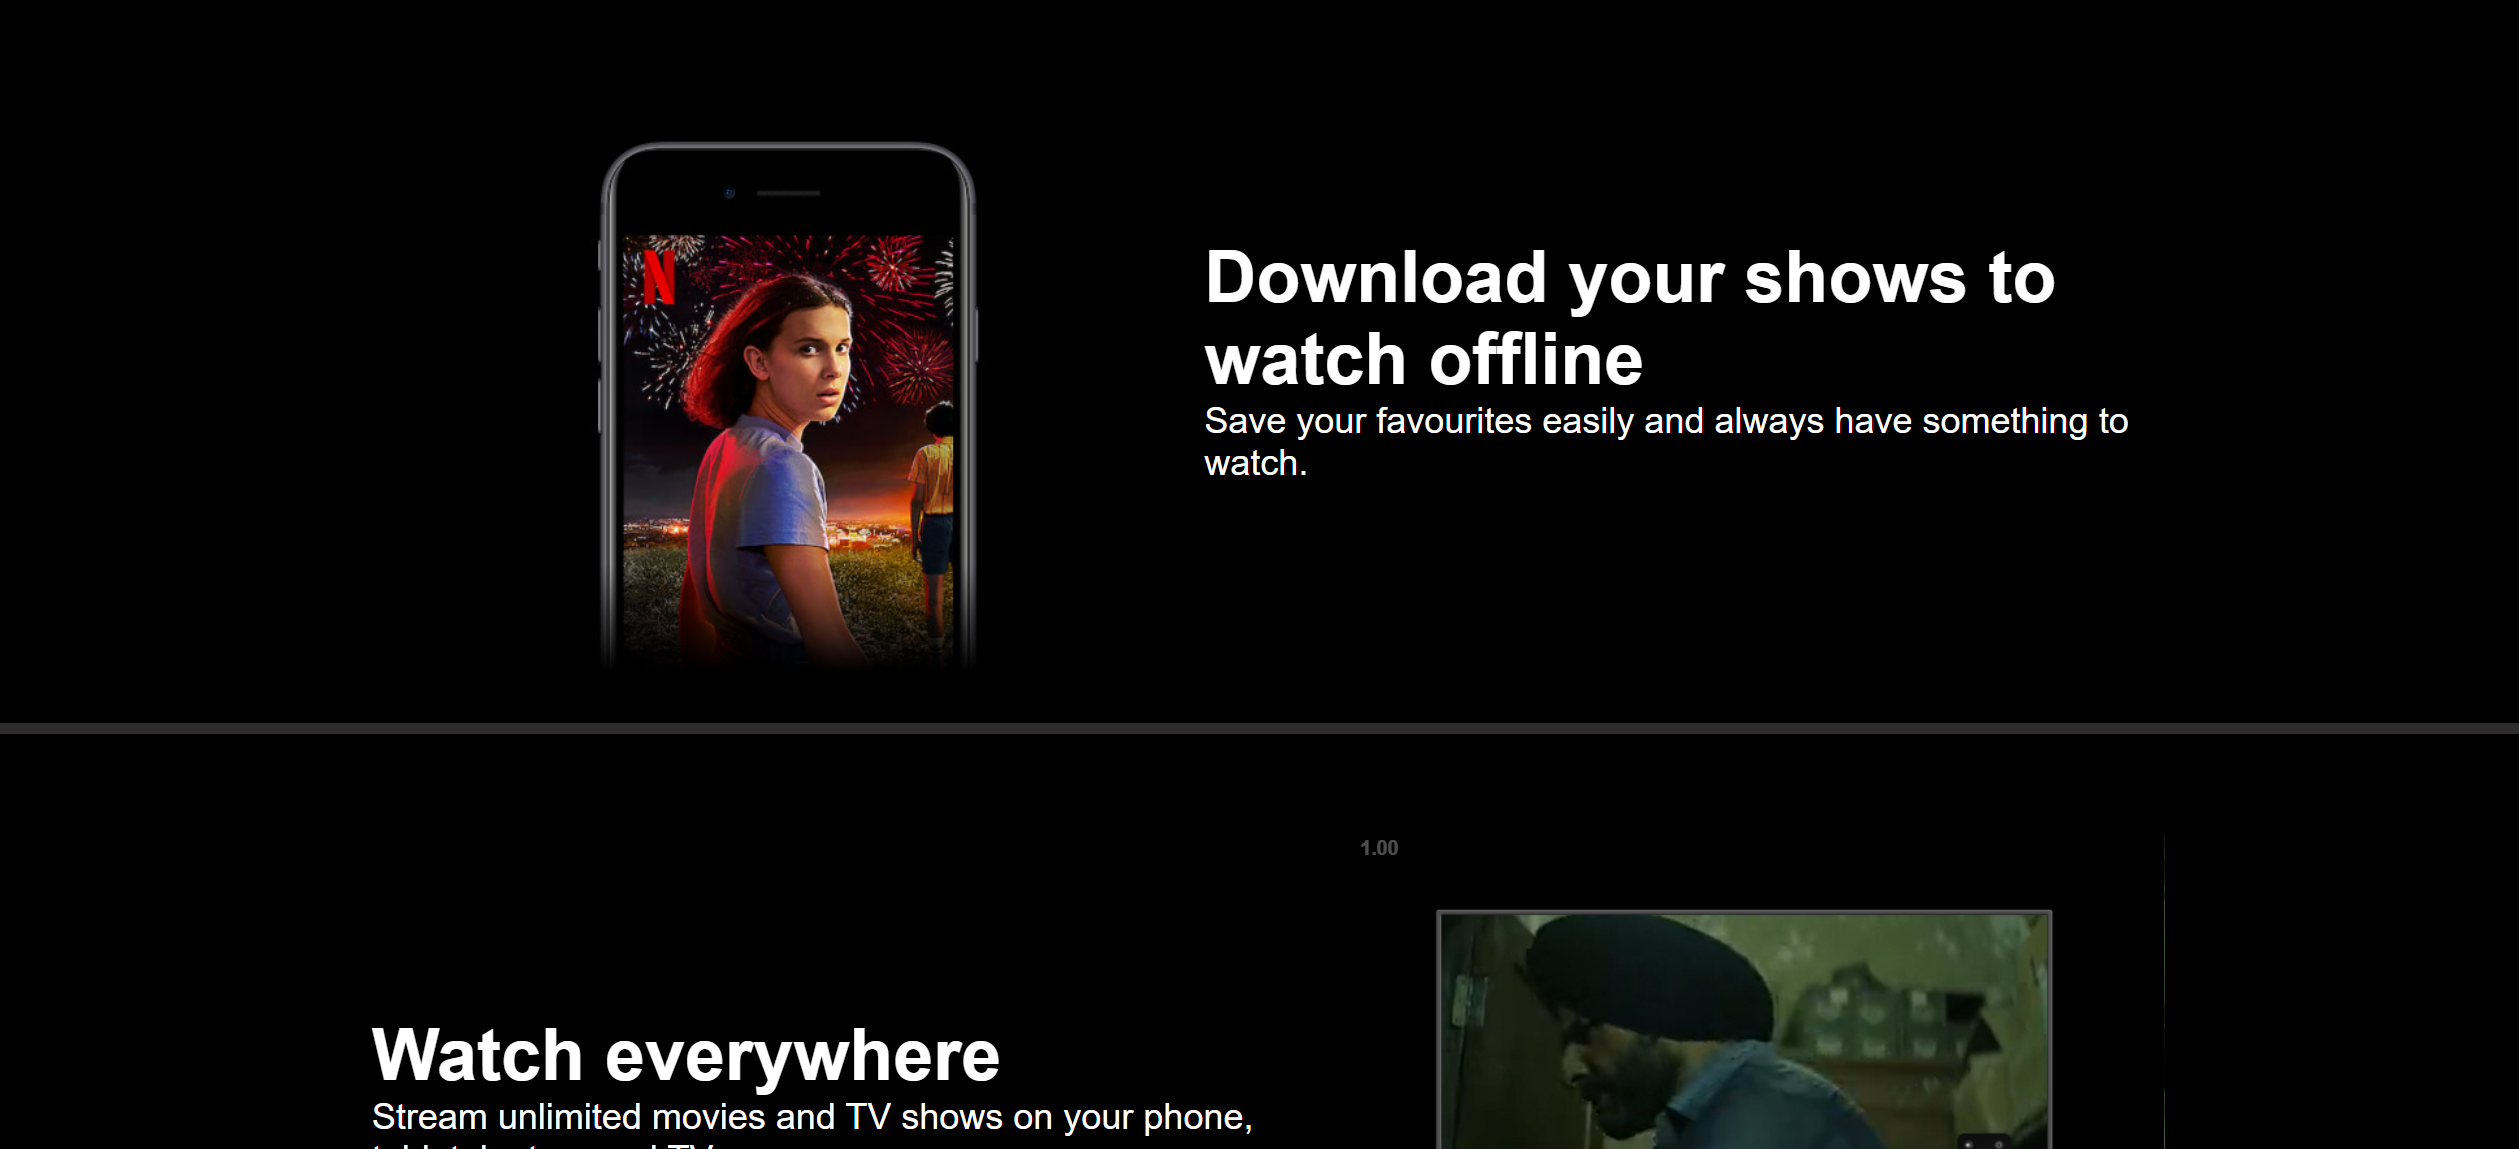 N
Download your shows to
watch offline
Save your favourites easily and always have something to
watch.
1.00
Watch everywhere
Stream unlimited movies and TV shows on your phone,